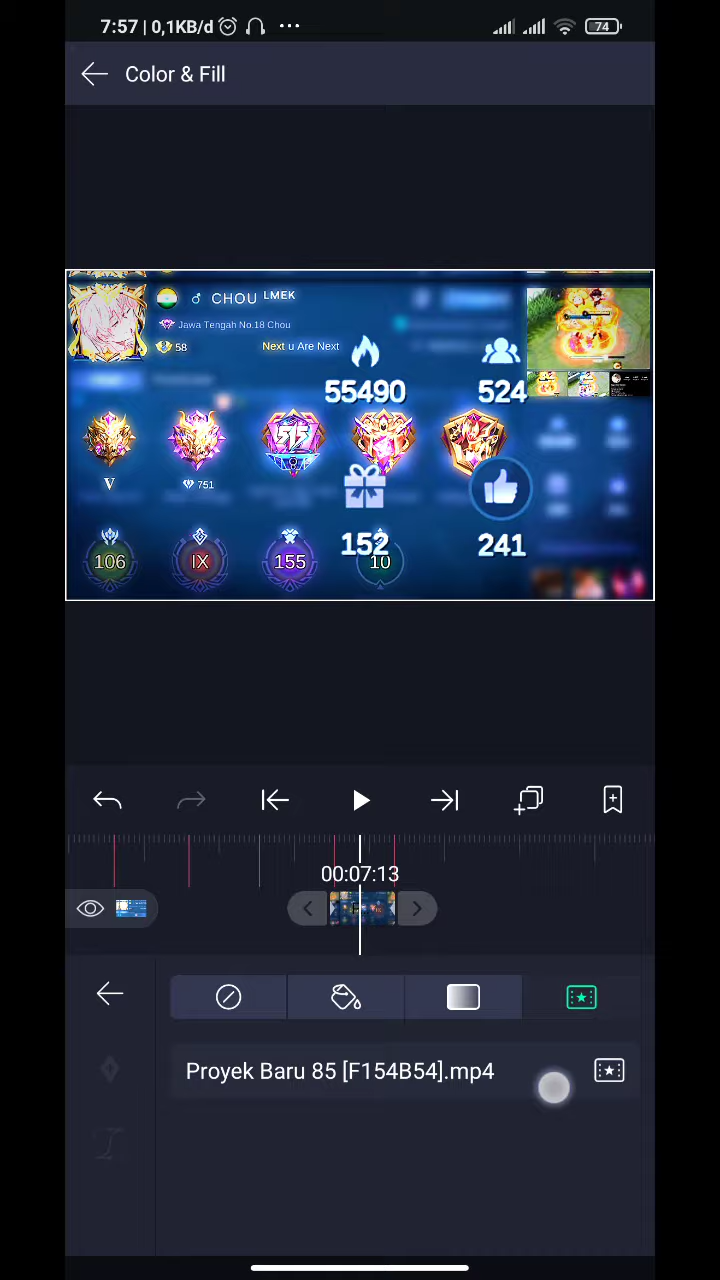 7:57 | 0,1KB/d
74
Color & Fill
♂ CHOU LMEK
Jawa Tengah No.18 Chou
58
Next u Are Next
55490
524
515
V
751
152
241
106
IX
155
10
00:07:13
Proyek Baru 85 [F154B54].mp4